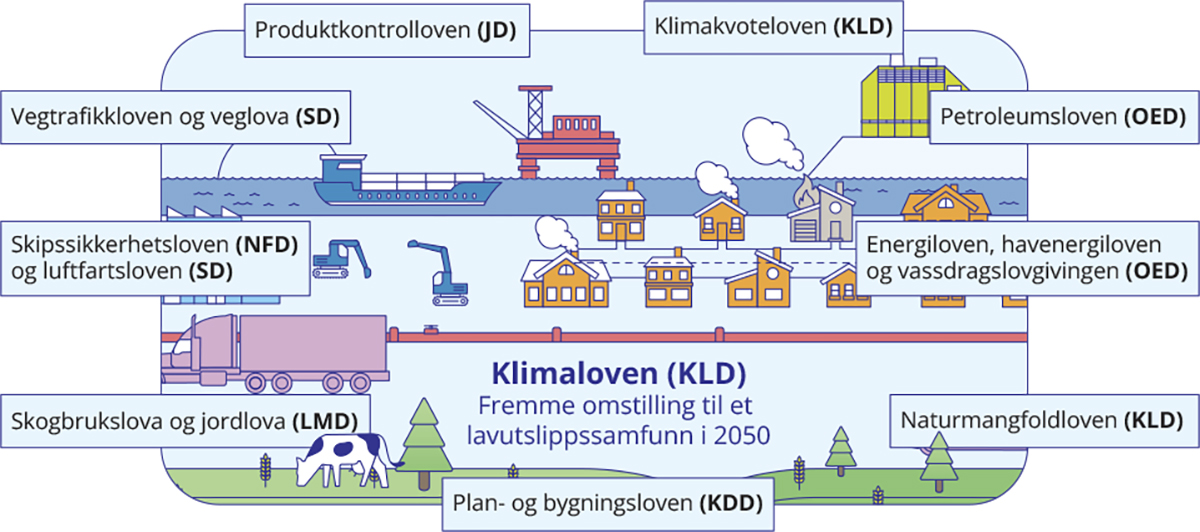 Produktkontrolloven (JD)
Klimakvoteloven (KLD)
Vegtrafikkloven og veglova (SD)
Petroleumsloven (OED)
Skipssikkerhetsloven (NFD)
og luftfartsloven (SD)
Energiloven, havenergiloven
og vassdragslovgivingen (OED)
Klimaloven (KLD)
Fremme omstilling til et
lavutslippssamfunn i 2050
Skogbrukslova og jordlova (LMD)
Naturmangfoldloven (KLD)
Plan- og bygningsloven (KDD)